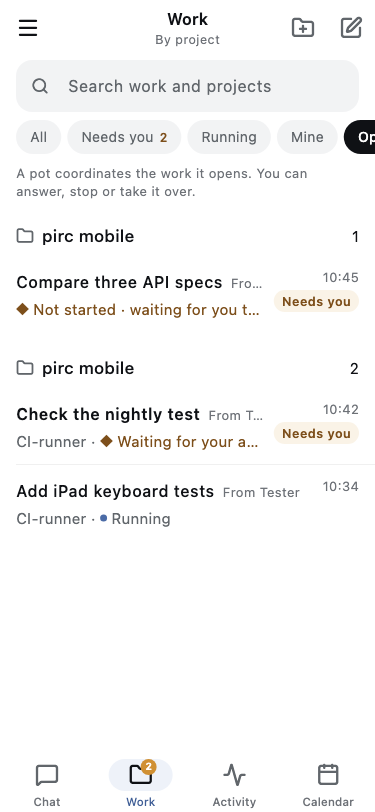 Work
By project
Search work and projects
All
Needs you 2
Running
Mine
Op
A pot coordinates the work it opens. You can
answer, stop or take it over.
pirc mobile
1
Compare three API specs Fro...
10:45
Not started · waiting for you t...
Needs you
pirc mobile
2
Check the nightly test From T...
10:42
CI-runner · Waiting for your a...
Needs you
Add iPad keyboard tests From Tester
10:34
CI-runner · Running
2
Chat
Work
Activity
Calendar